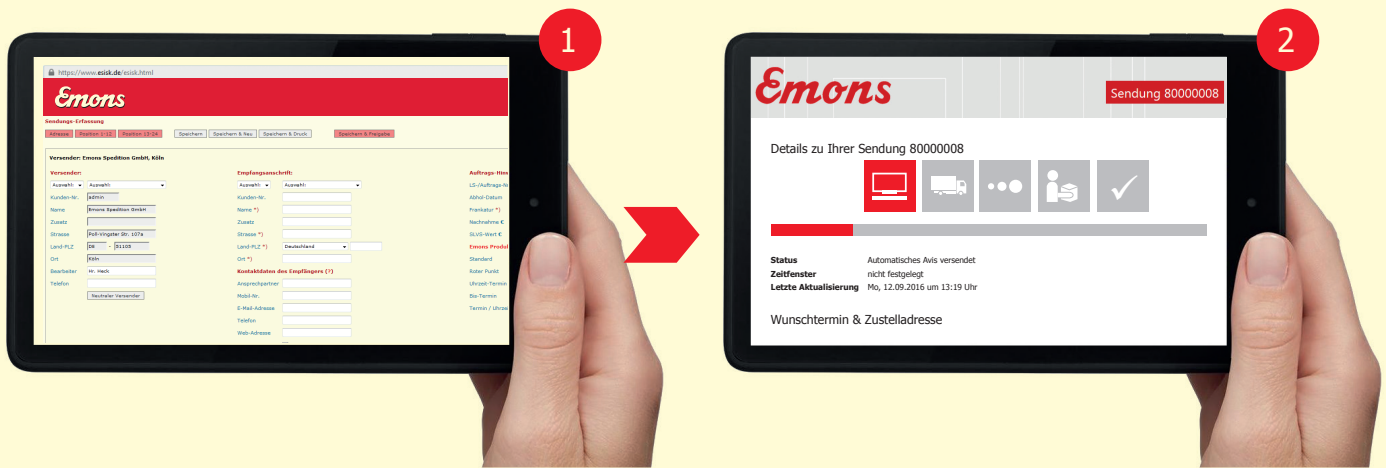 1
https://www.esisk.de/esisk.html
Emons
Sendungs-Erfassung
Adresse Position 1-12 Position 13-24 Speichern Speichern & Neu Speichern & Druck Speichern & Freigabe
Versender: Emons Spedition GmbH, Köln
Versender: Empfangsanschrift: Auftrags-Hinw
Auswahl: Auswahl: Auswahl: Auswahl: LS-/Auftrags-Nr
Kunden-Nr. admin Kunden-Nr. Abhol-Datum
Name Emons Spedition GmbH Name *) Frankatur *)
Zusatz Zusatz Nachnahme €
Strasse Poll-Vingster Str. 107a Strasse *) SLVS-Wert €
Land-PLZ DE - 51105 Land-PLZ *) Deutschland Emons Produk
Ort Köln Ort *) Standard
Bearbeiter Hr. Heck Kontaktdaten des Empfängers (?) Roter Punkt
Telefon Ansprechpartner Uhrzeit-Termin
Neutraler Versender Mobil-Nr. Bis-Termin
E-Mail-Adresse Termin / Uhrzei
Telefon
Web-Adresse
2
Emons
Sendung 80000008
Details zu Ihrer Sendung 80000008
Status Automatisches Avis versendet
Zeitfenster nicht festgelegt
Letzte Aktualisierung Mo, 12.09.2016 um 13:19 Uhr
Wunschtermin & Zustelladresse